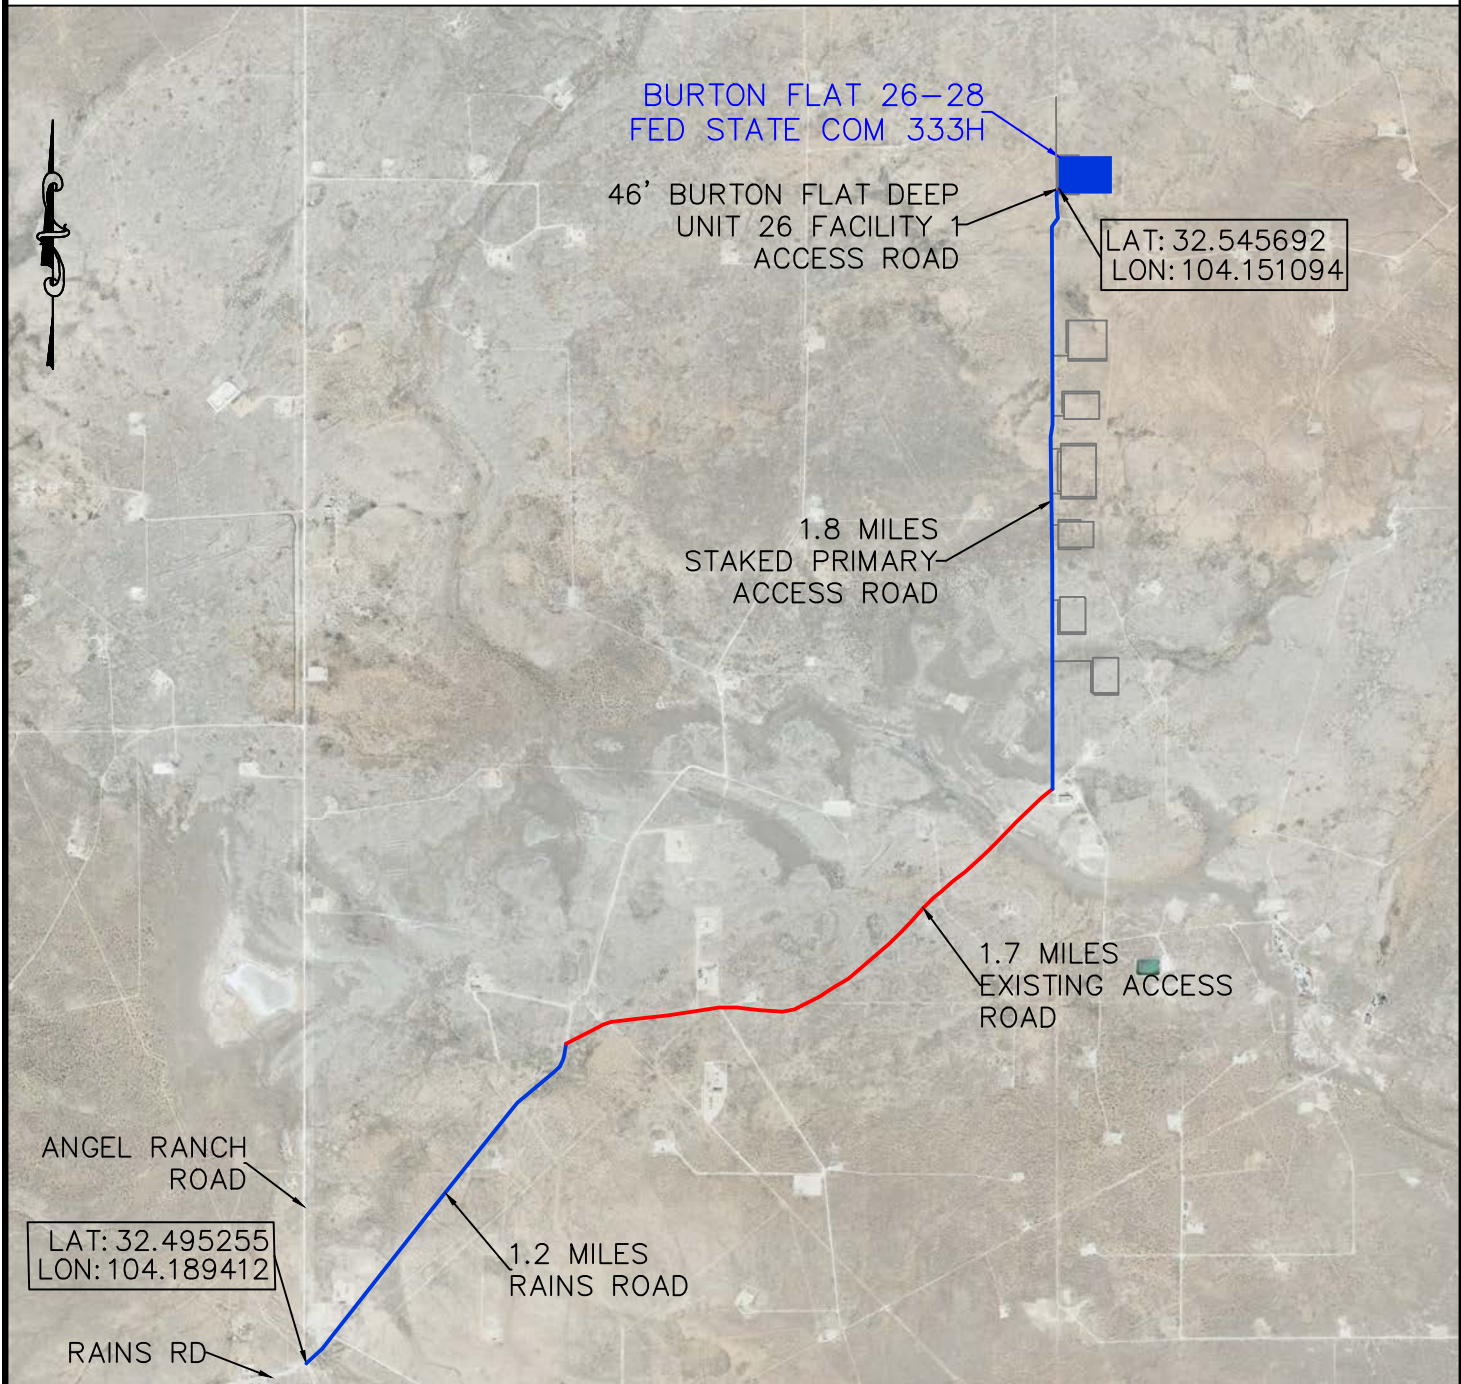 BURTON FLAT 26-28
FED STATE COM 333H
46' BURTON FLAT DEEP
UNIT 26 FACILITY 1
ACCESS ROAD
LAT: 32.545692
LON: 104.151094
1.8 MILES
STAKED PRIMARY
ACCESS ROAD
1.7 MILES
EXISTING ACCESS
ROAD
ANGEL RANCH
ROAD
LAT: 32.495255
LON: 104.189412
1.2 MILES
RAINS ROAD
RAINS RD